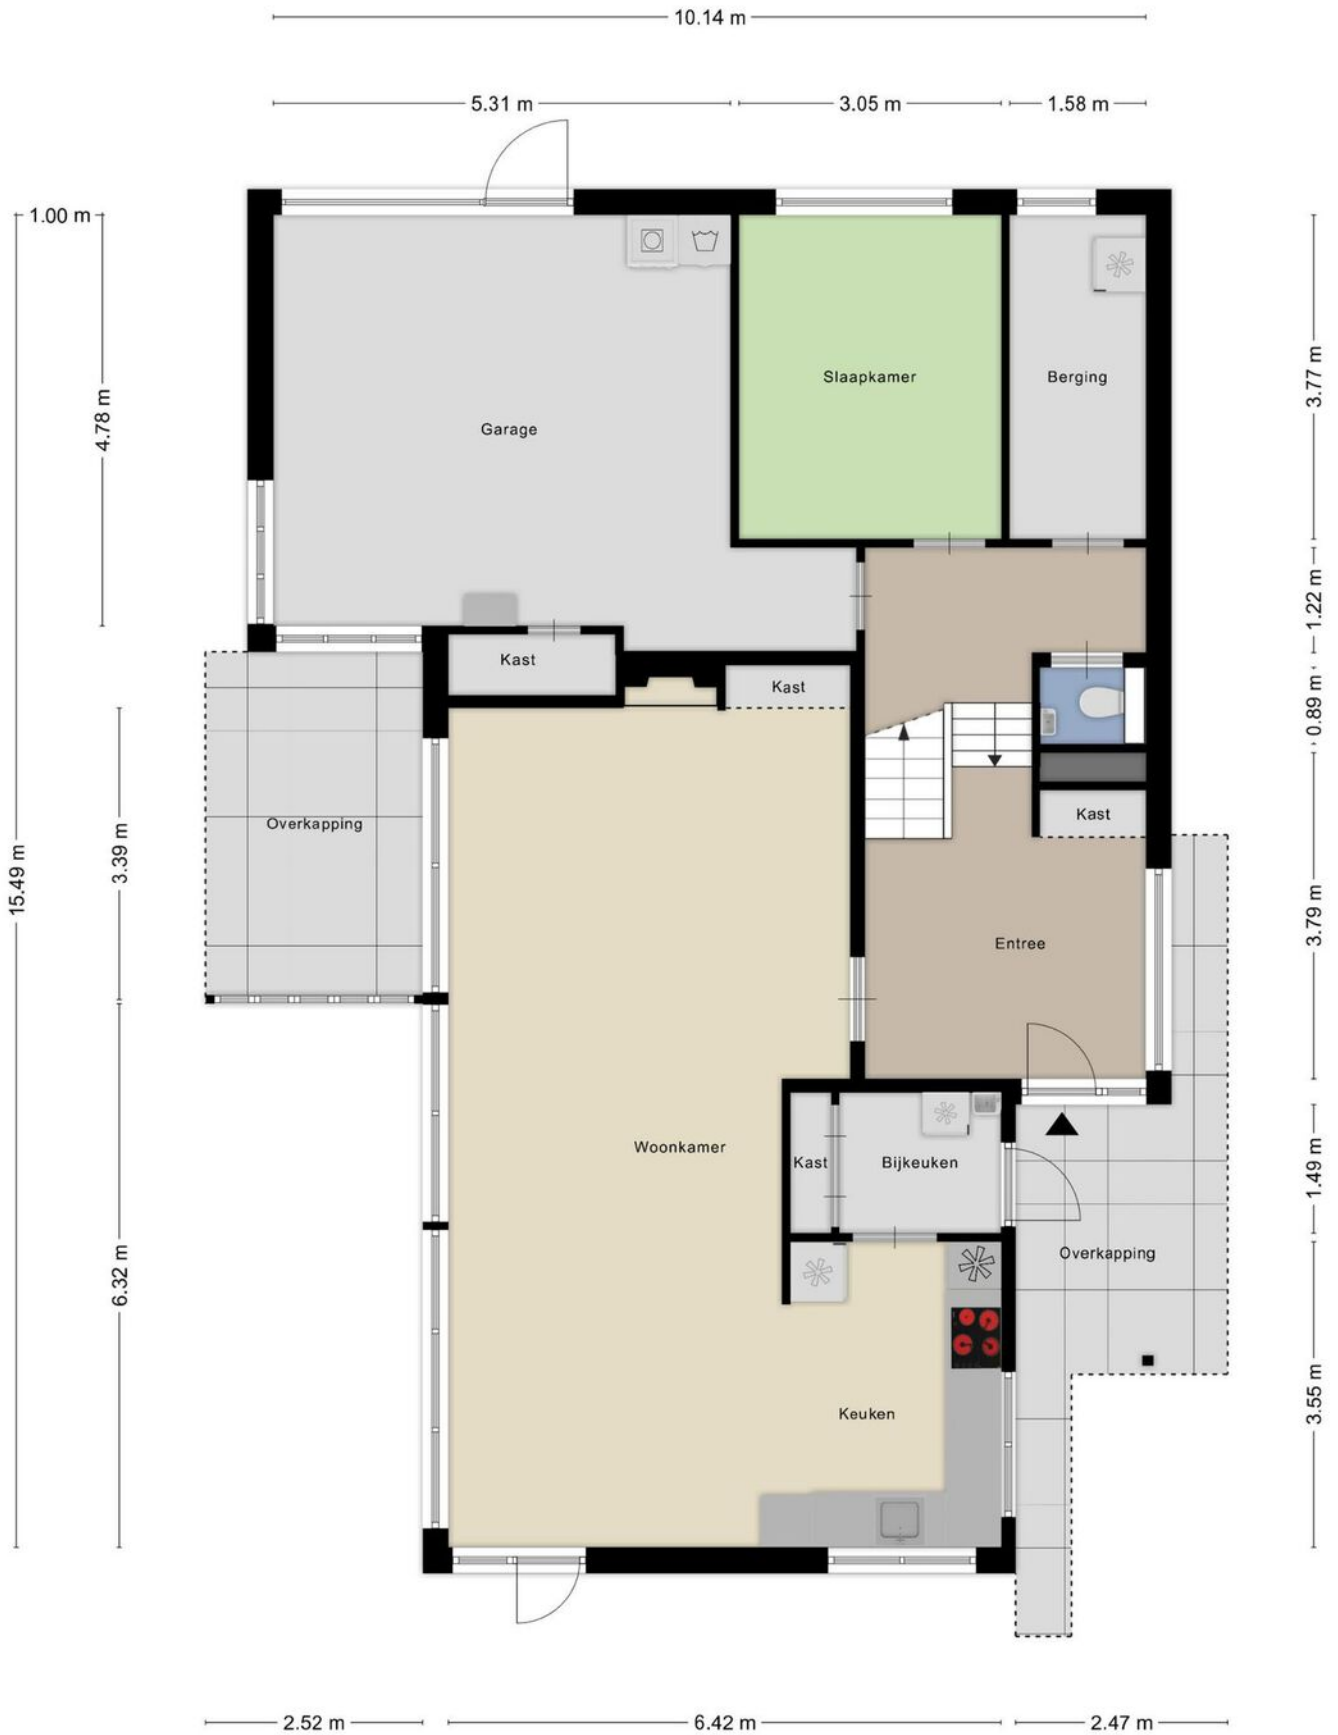 10.14 m
5.31 m
3.05 m
1.58 m
1.00 m
15.49 m
4.78 m
3.39 m
6.32 m
Garage
Slaapkamer
Berging
3.77 m
1.22 m
0.89 m
3.79 m
1.49 m
3.55 m
Kast
Kast
Kast
Overkapping
Entree
Woonkamer
Kast
Bijkeuken
Overkapping
Keuken
2.52 m
6.42 m
2.47 m